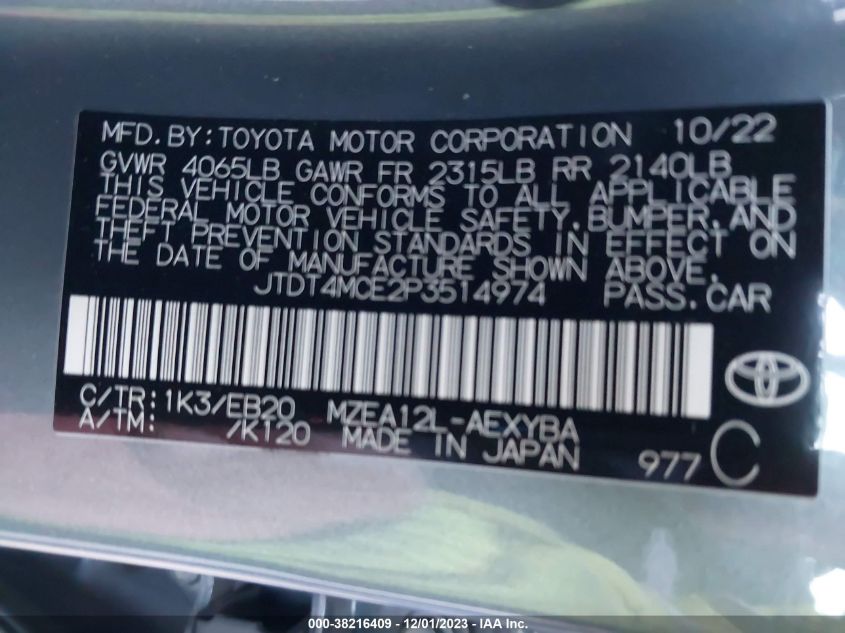 MFD. BY: TOYOTA MOTOR CORPORATION 10/22
GVWR 4065LB GAWR FR 2315LB RR 2140LB
THIS VEHICLE CONFORMS TO ALL APPLICABLE
FEDERAL MOTOR VEHICLE SAFETY, BUMPER, AND
THEFT PREVENTION STANDARDS IN EFFECT ON
THE DATE OF MANUFACTURE SHOWN ABOVE.
JTDT4MCE2P3514974 PASS. CAR
C/TR: 1K3/EB20 MZEA12L-AEXYBA
A/TM: /K120 MADE IN JAPAN 977 C
000-38216409 - 12/01/2023 - IAAI.COM